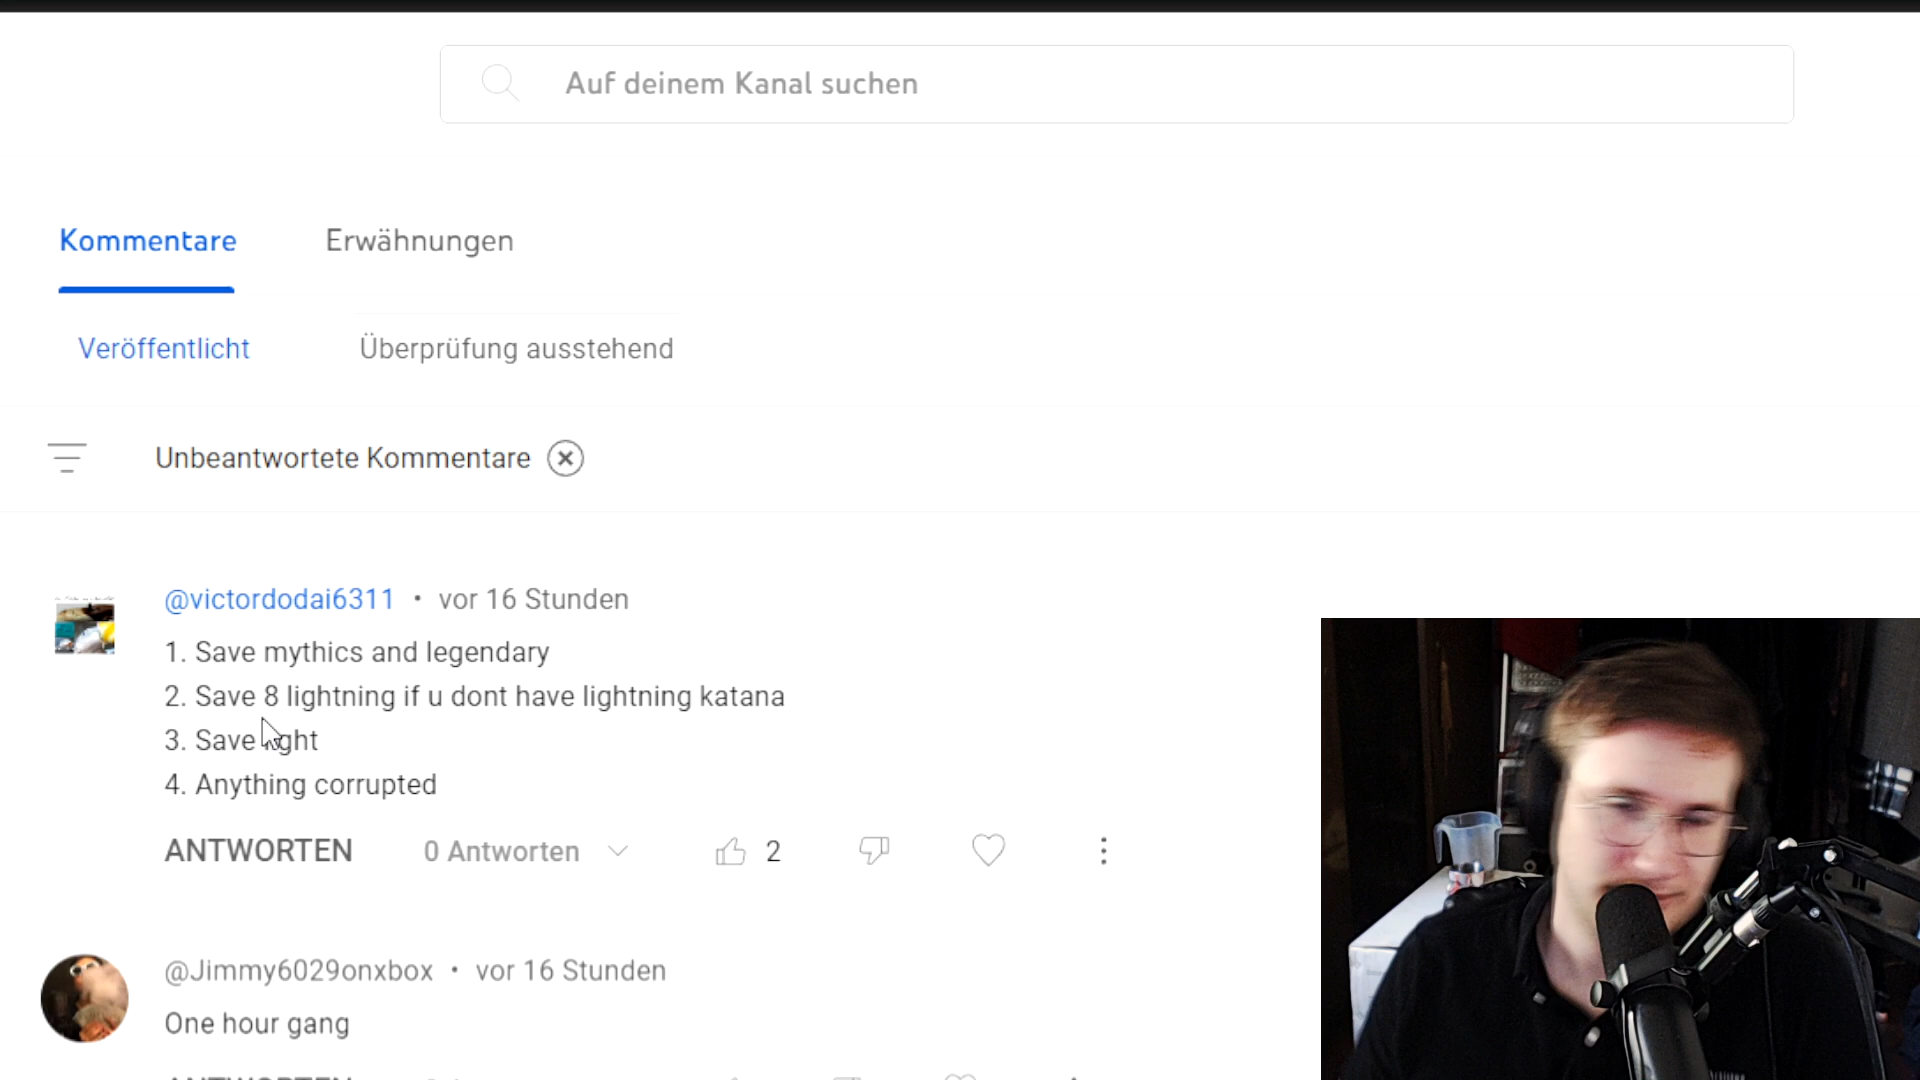 Auf deinem Kanal suchen
Kommentare Erwähnungen
Veröffentlicht Überprüfung ausstehend
Unbeantwortete Kommentare
@victordodai6311 • vor 16 Stunden
1. Save mythics and legendary
2. Save 8 lightning if u dont have lightning katana
3. Save
4. Anything corrupted
ANTWORTEN 0 Antworten 2
@Jimmy6029onxbox • vor 16 Stunden
One hour gang